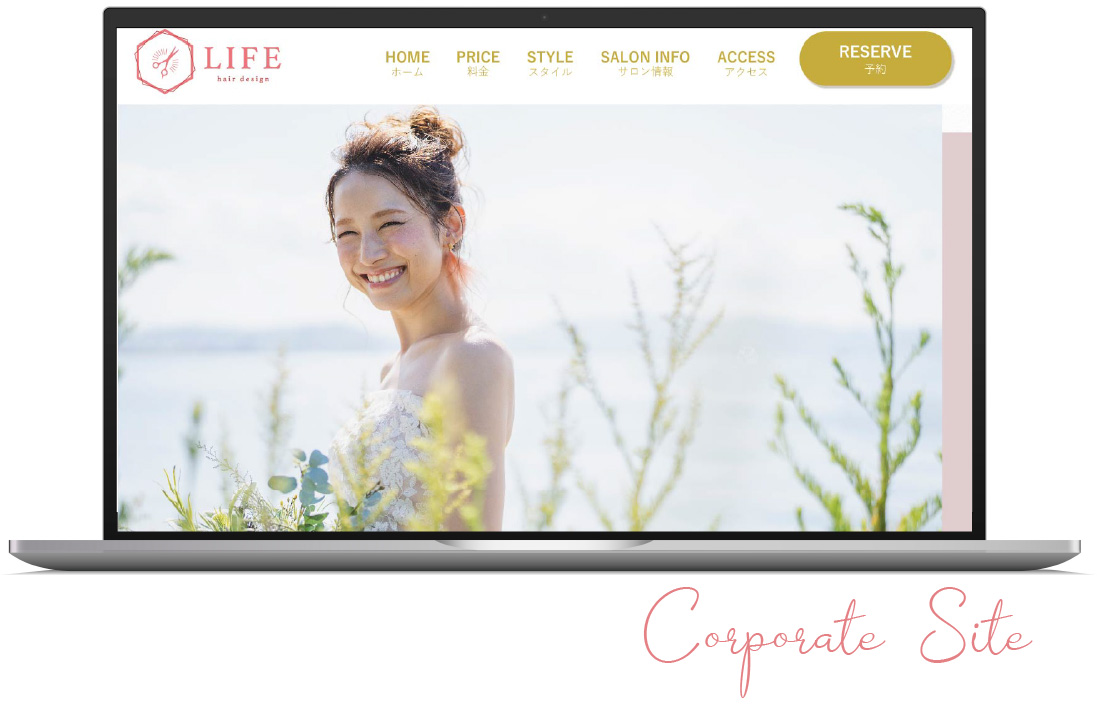 LIFE
hair design
HOME
ホーム
PRICE
料金
STYLE
スタイル
SALON INFO
サロン情報
ACCESS
アクセス
RESERVE
予約
Corporate Site